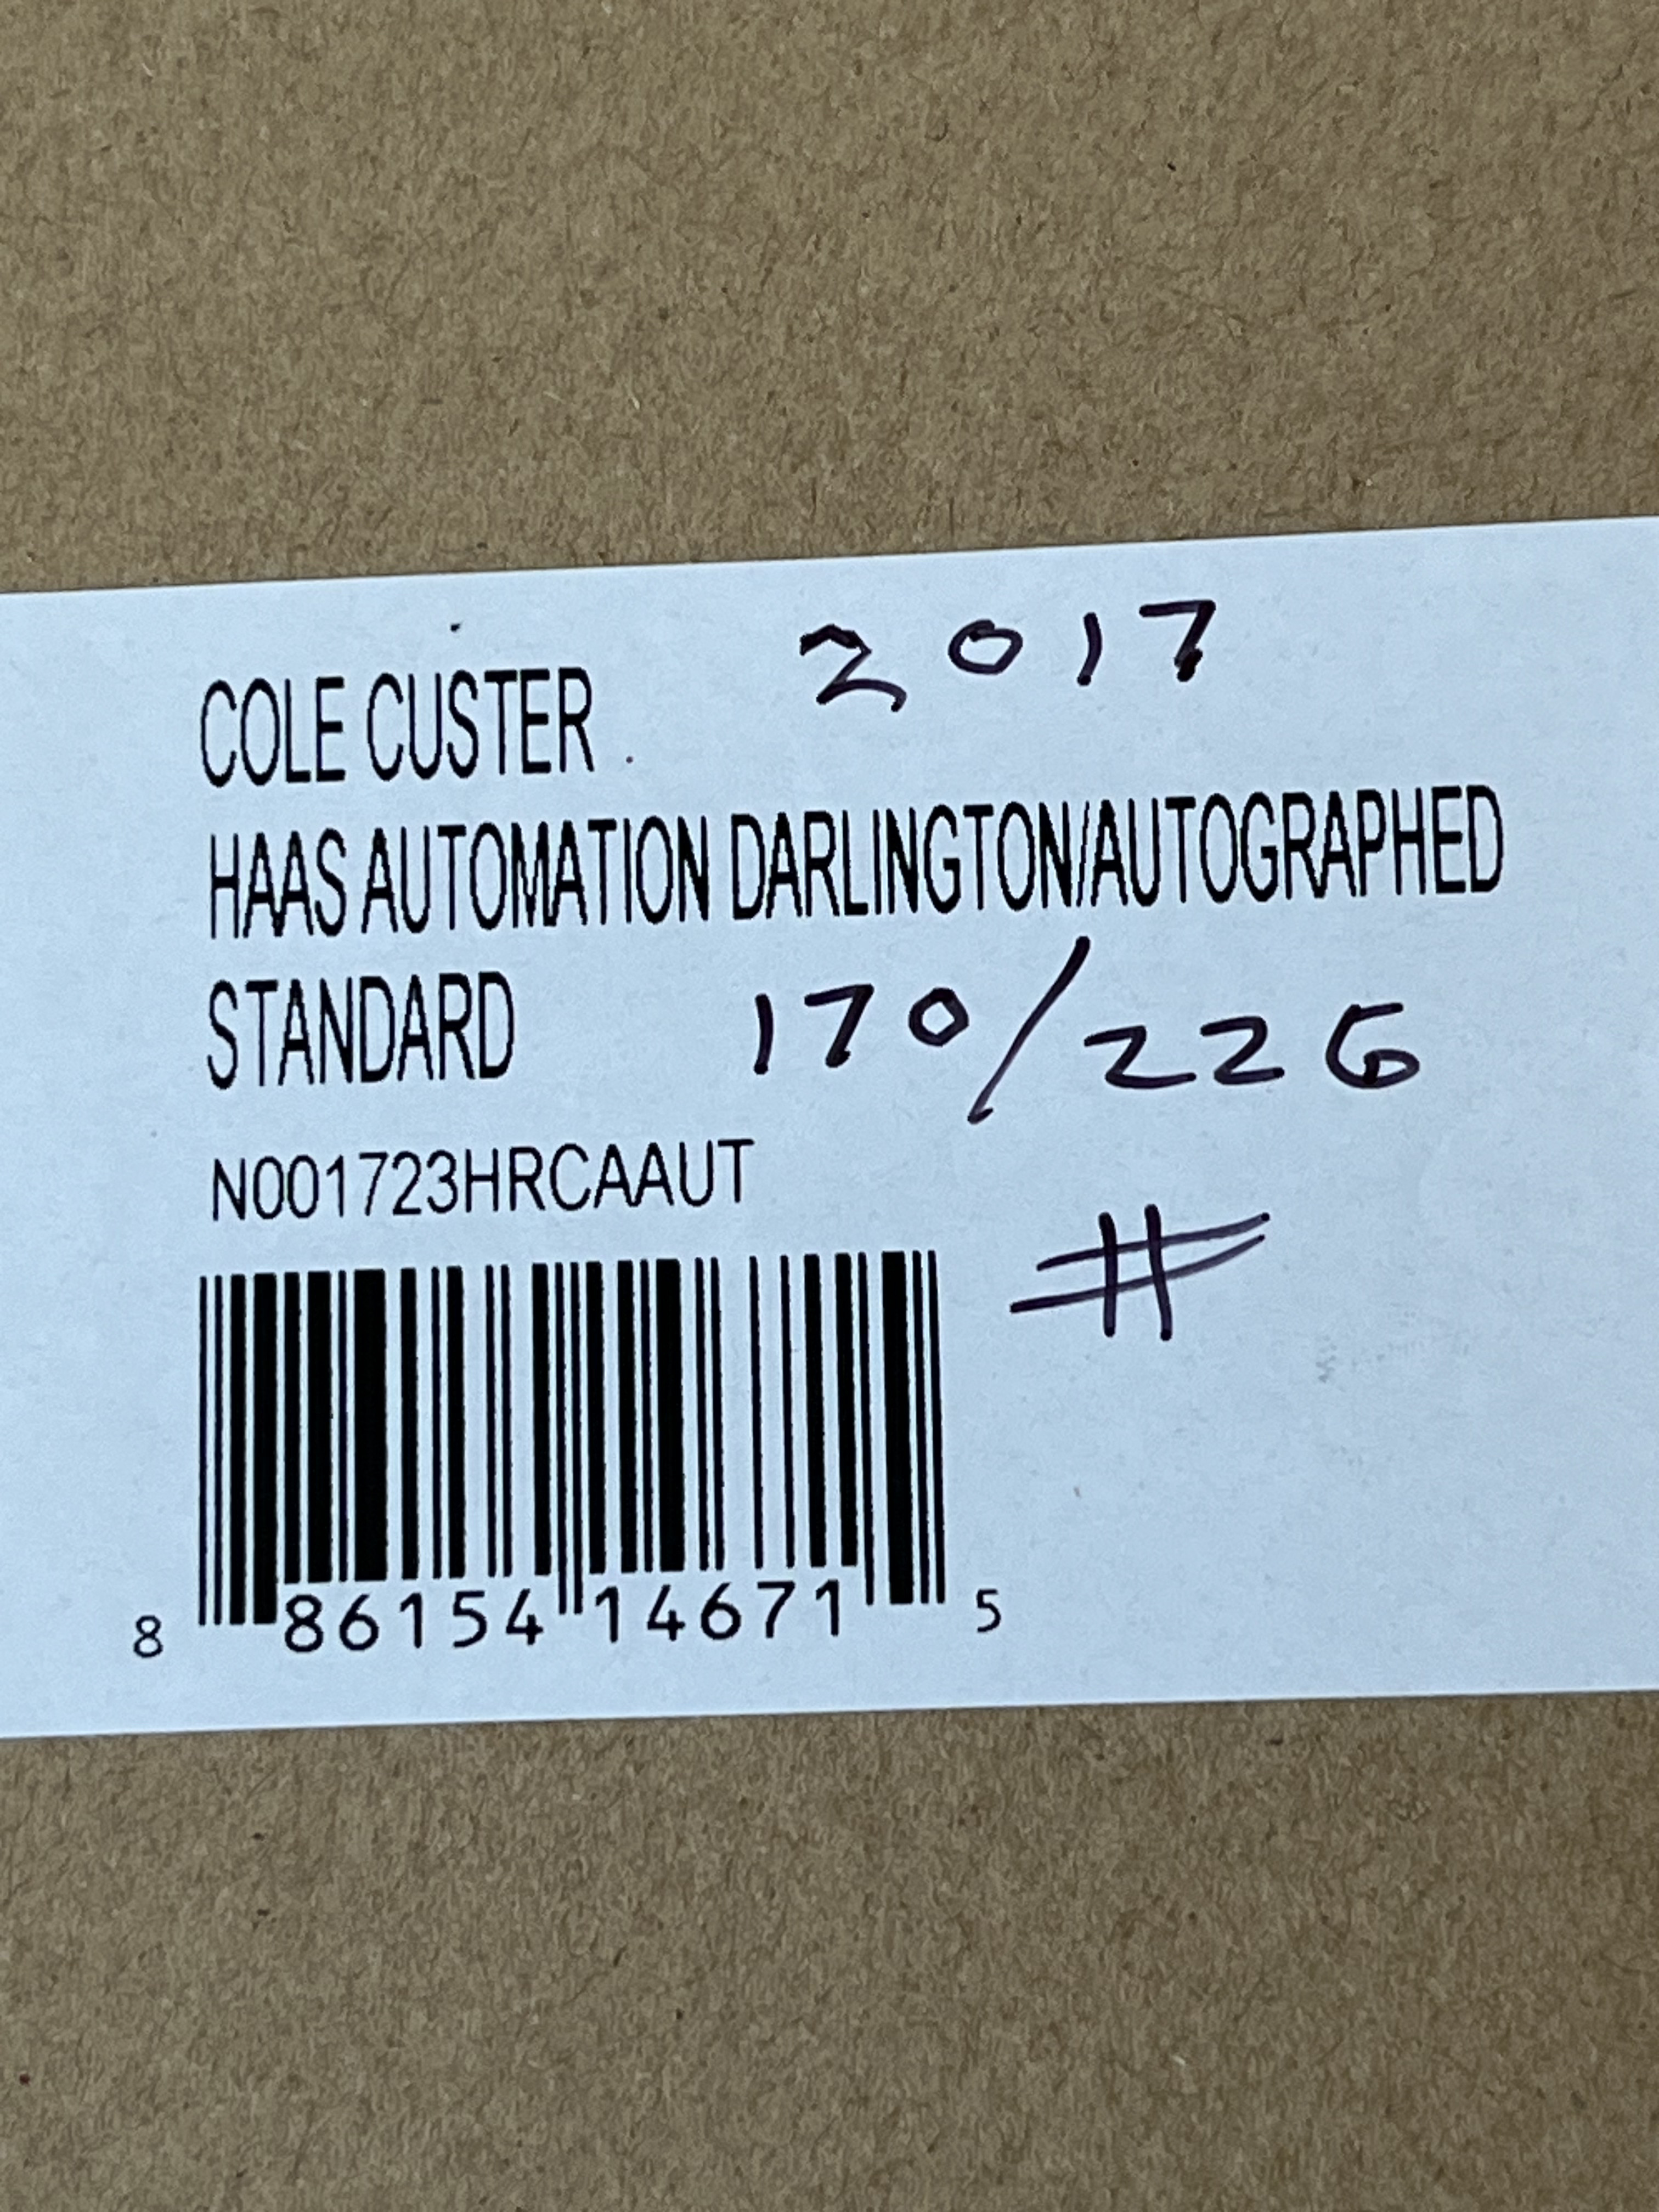 COLE CUSTER 2017
HAAS AUTOMATION DARLINGTON/AUTOGRAPHED
STANDARD 170/226
N001723HRCAAUT
#
8 86154 14671 5